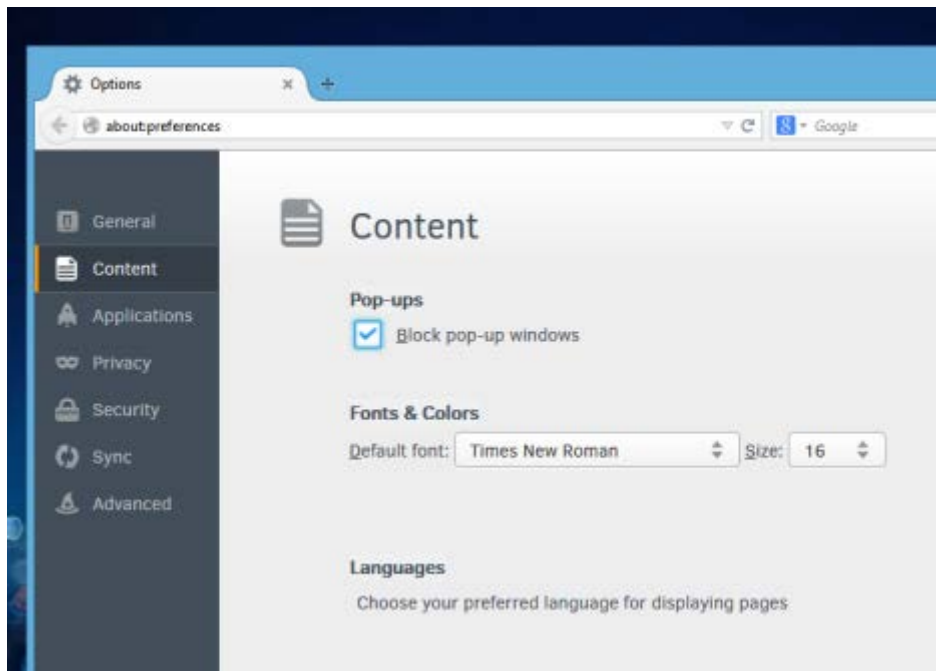 Options
about:preferences
Google
General
Content
Applications
Privacy
Security
Sync
Advanced
Content
Pop-ups
Block pop-up windows
Fonts & Colors
Default font: Times New Roman Size: 16
Languages
Choose your preferred language for displaying pages